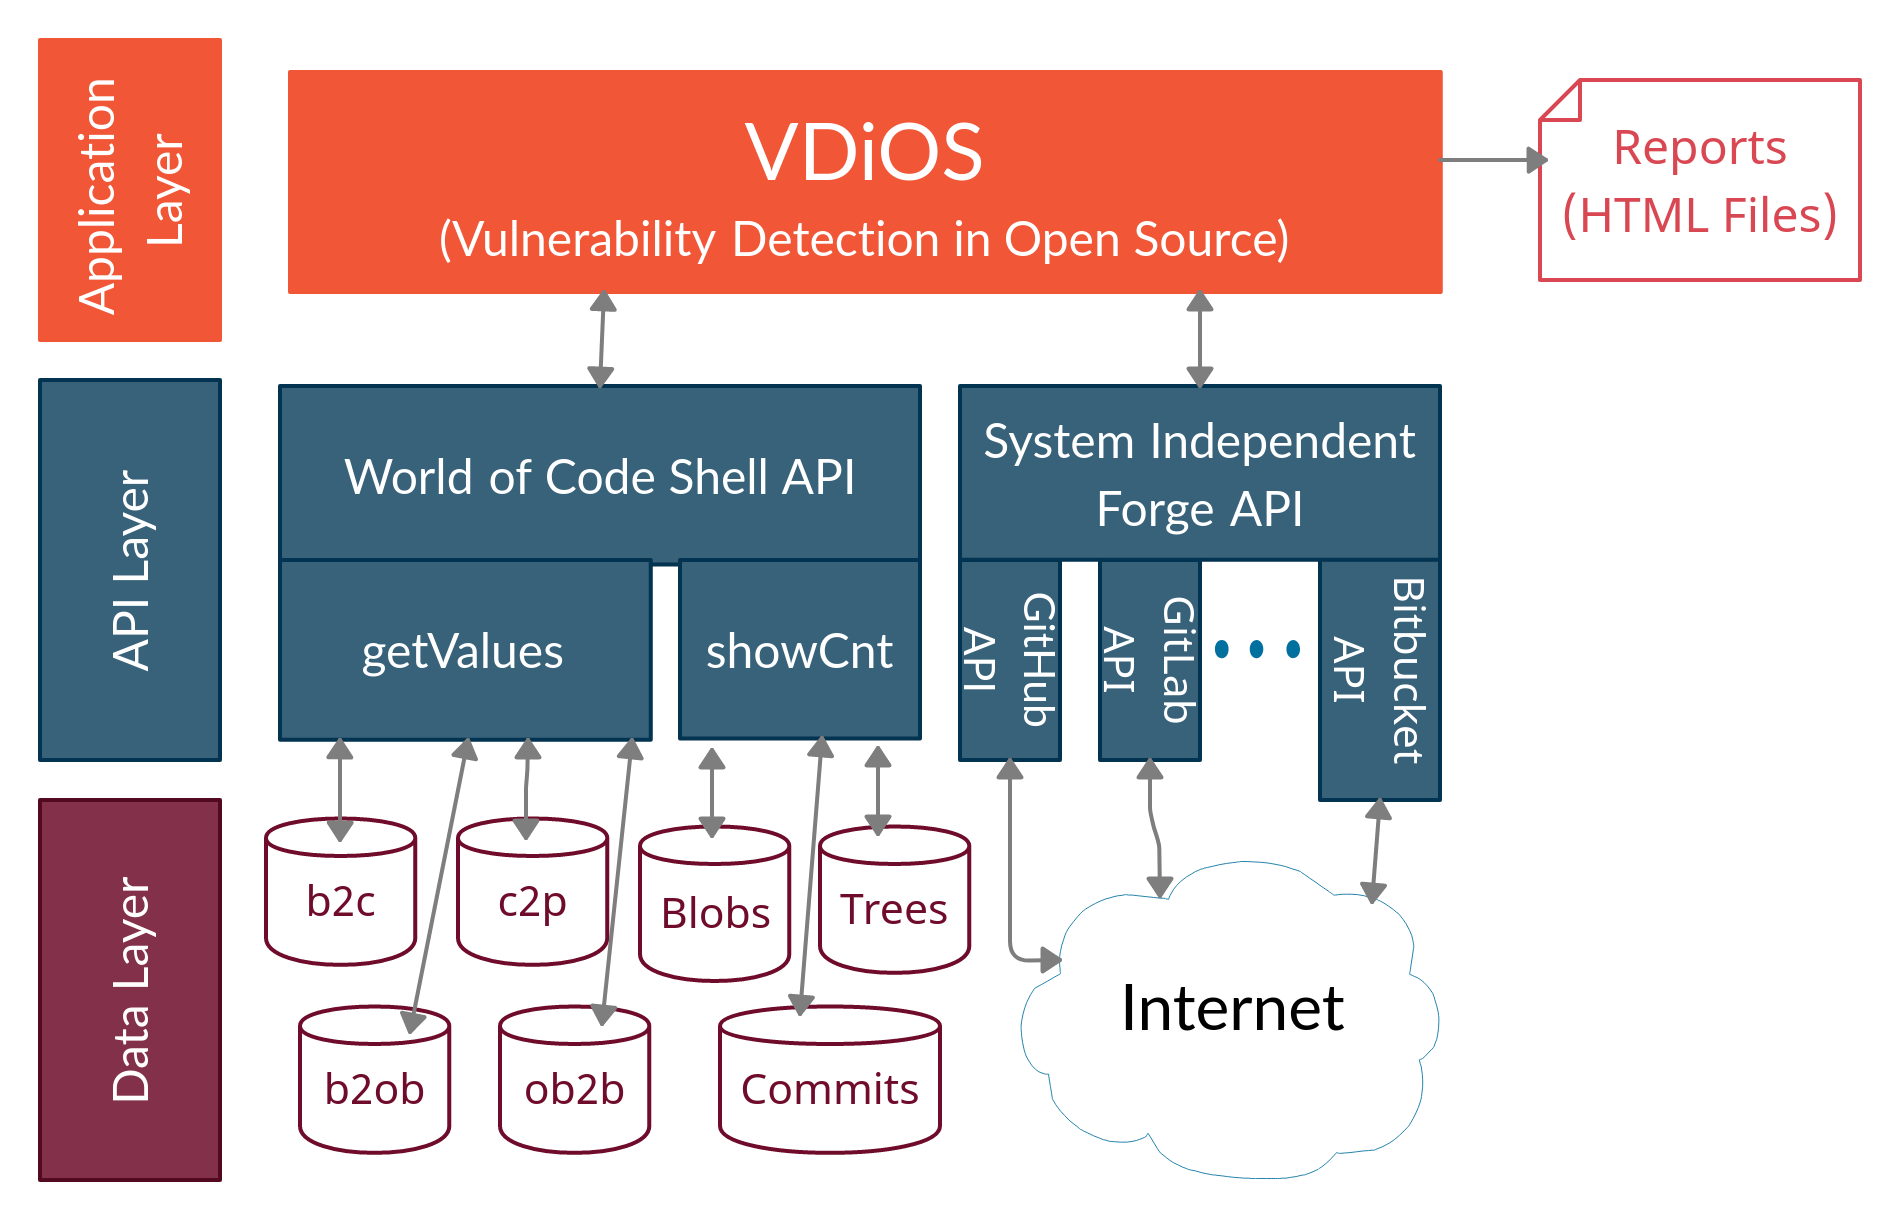 Application
Layer
VDiOS
(Vulnerability Detection in Open Source)
Reports
(HTML Files)
API Layer
World of Code Shell API
System Independent
Forge API
getValues
showCnt
GitHub
API
GitLab
API
Bitbucket
API
Data Layer
b2c
c2p
Blobs
Trees
b2ob
ob2b
Commits
Internet